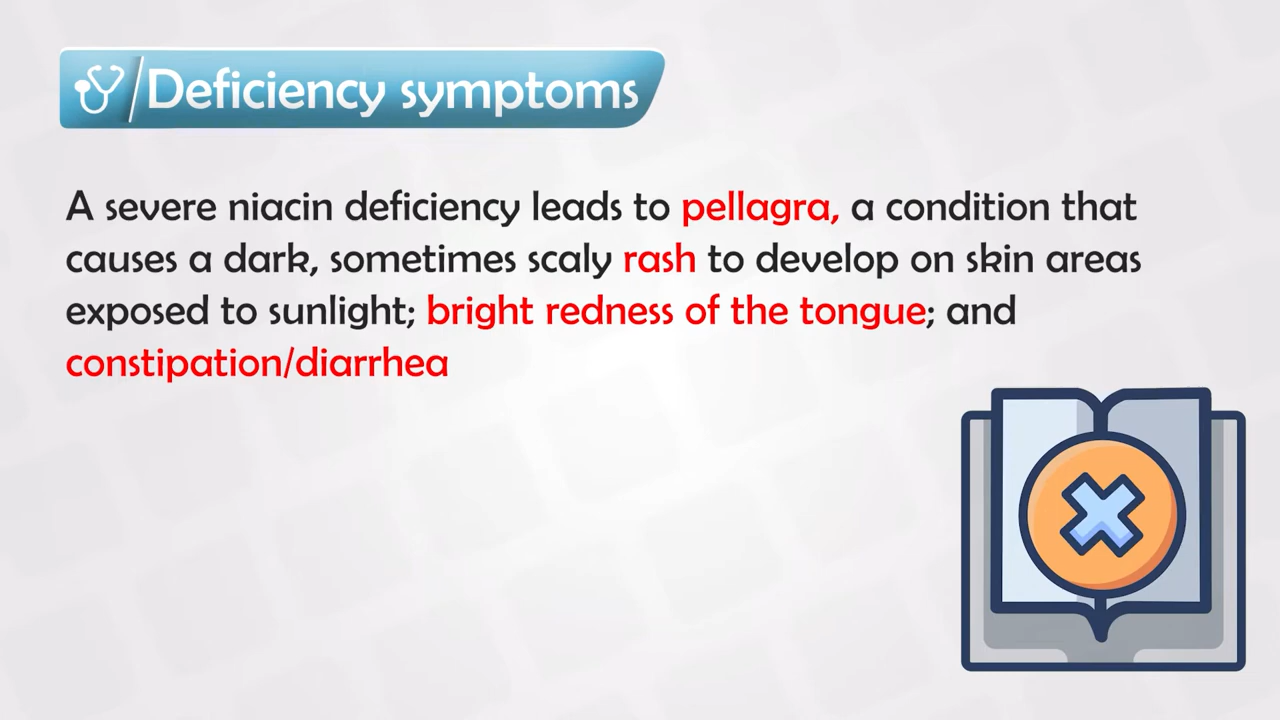 Deficiency symptoms
A severe niacin deficiency leads to pellagra, a condition that
causes a dark, sometimes scaly rash to develop on skin areas
exposed to sunlight; bright redness of the tongue; and
constipation/diarrhea